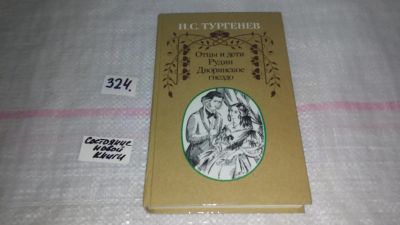 И.С. ТУРГЕНЕВ
Отцы и дети
Рудин
Дворянское
гнездо
324.
Состояние
новой
книги